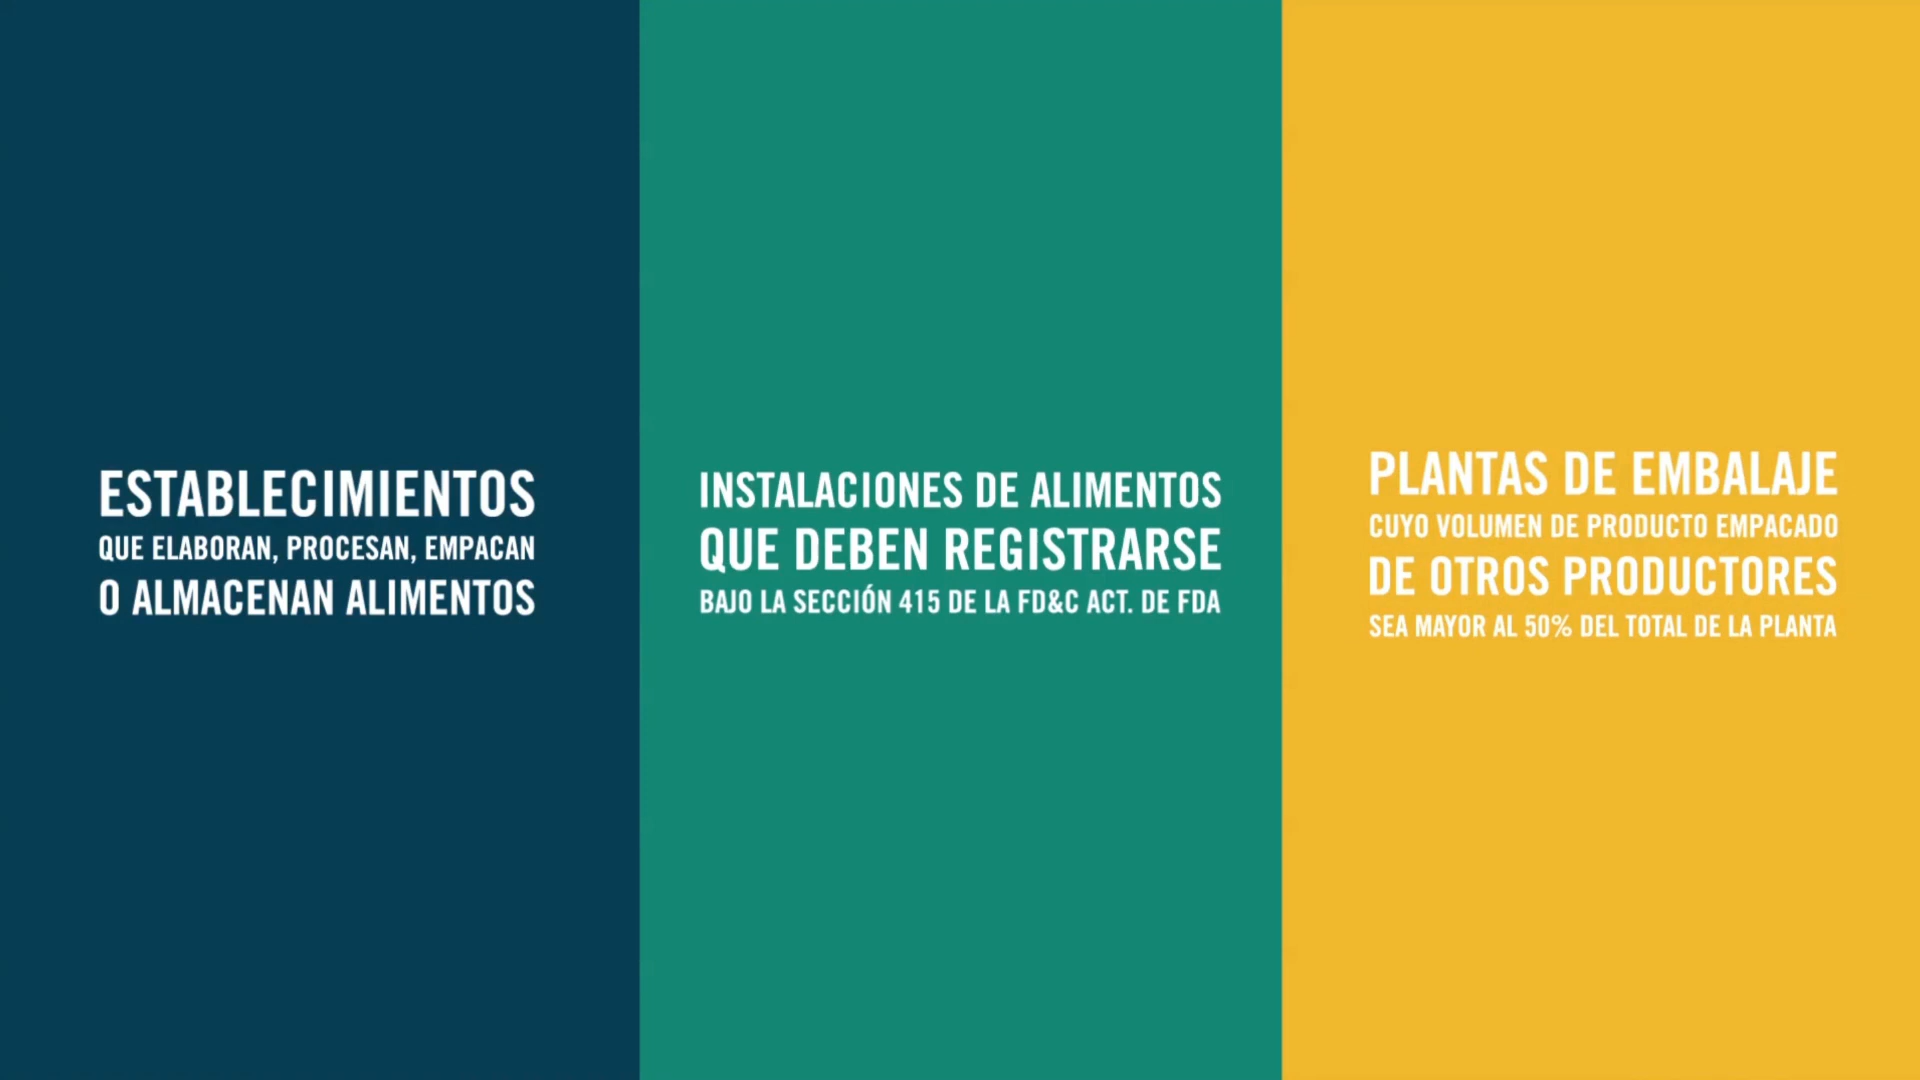 ESTABLECIMIENTOS
QUE ELABORAN, PROCESAN, EMPACAN
O ALMACENAN ALIMENTOS
INSTALACIONES DE ALIMENTOS
QUE DEBEN REGISTRARSE
BAJO LA SECCIÓN 415 DE LA FD&C ACT. DE FDA
PLANTAS DE EMBALAJE
CUYO VOLUMEN DE PRODUCTO EMPACADO
DE OTROS PRODUCTORES
SEA MAYOR AL 50% DEL TOTAL DE LA PLANTA